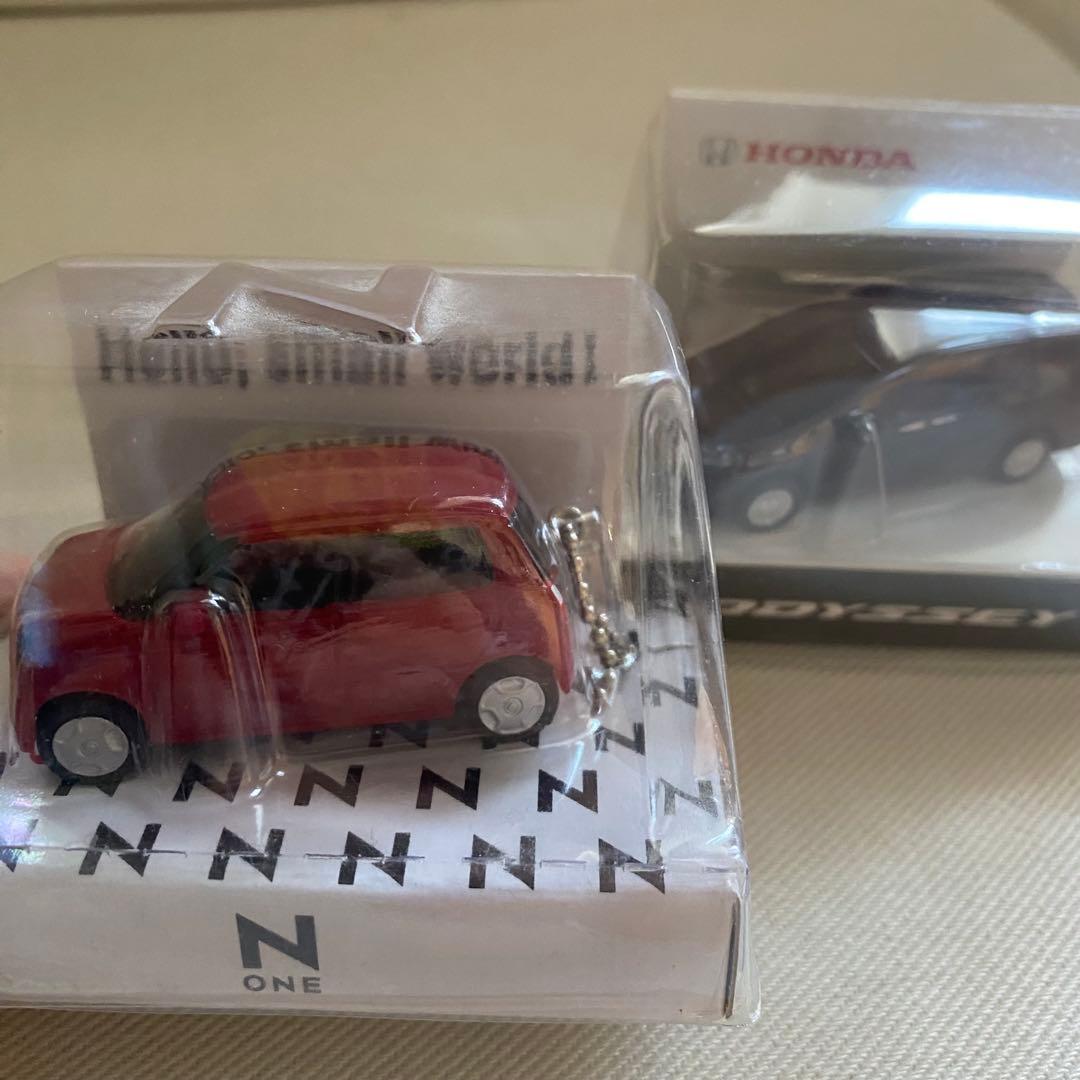 HONDA
Hello, small world!
ODYSSEY
N N N N N
N N N N N
N
ONE